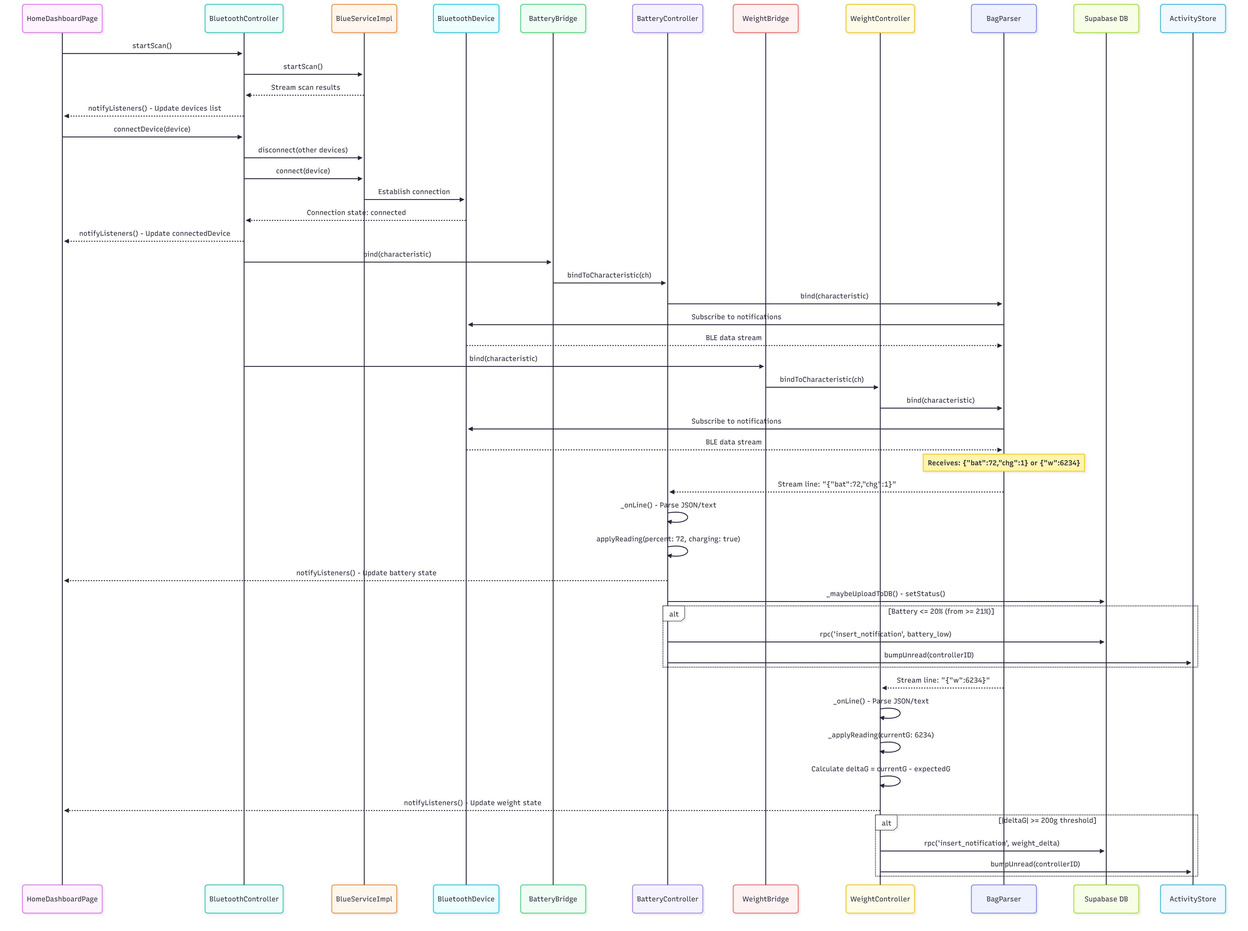 HomeDashboardPage
BluetoothController
BlueServiceImpl
BluetoothDevice
BatteryBridge
BatteryController
WeightBridge
WeightController
BagParser
Supabase DB
ActivityStore
startScan()
startScan()
Stream scan results
notifyListeners() - Update devices list
connectDevice(device)
disconnect(other devices)
connect(device)
Establish connection
Connection state: connected
notifyListeners() - Update connectedDevice
bind(characteristic)
bindToCharacteristic(ch)
bind(characteristic)
Subscribe to notifications
BLE data stream
bind(characteristic)
bindToCharacteristic(ch)
bind(characteristic)
Subscribe to notifications
BLE data stream
Receives: {"bat":72,"chg":1} or {"w":6234}
Stream line: "{"bat":72,"chg":1}"
_onLine() - Parse JSON/text
applyReading(percent: 72, charging: true)
notifyListeners() - Update battery state
_maybeUploadToDB() - setStatus()
alt
[Battery <= 20% (from >= 21%)]
rpc('insert_notification', battery_low)
bumpUnread(controllerID)
Stream line: "{"w":6234}"
_onLine() - Parse JSON/text
_applyReading(currentG: 6234)
Calculate deltaG = currentG - expectedG
notifyListeners() - Update weight state
alt
[|deltaG| >= 200g threshold]
rpc('insert_notification', weight_delta)
bumpUnread(controllerID)
HomeDashboardPage
BluetoothController
BlueServiceImpl
BluetoothDevice
BatteryBridge
BatteryController
WeightBridge
WeightController
BagParser
Supabase DB
ActivityStore